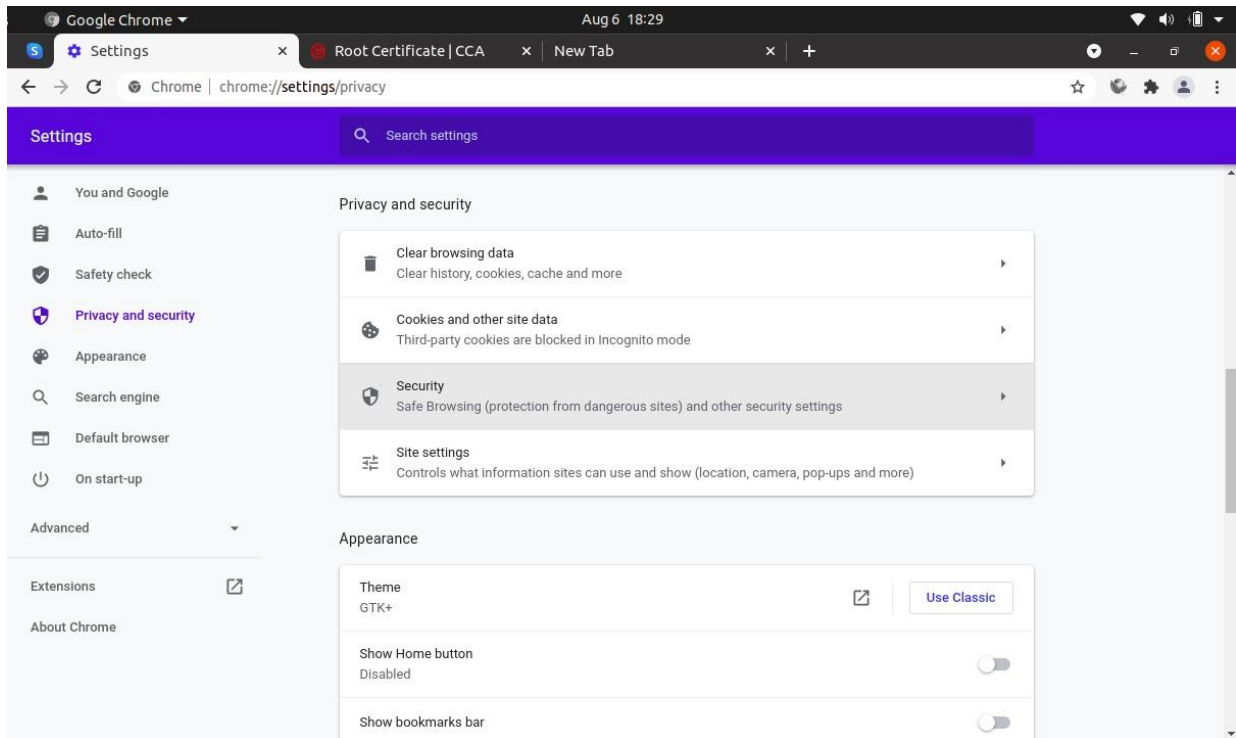 Google Chrome
Aug 6 18:29
Settings
Root Certificate | CCA
New Tab
Chrome | chrome://settings/privacy
Settings
Search settings
You and Google
Auto-fill
Safety check
Privacy and security
Appearance
Search engine
Default browser
On start-up
Advanced
Extensions
About Chrome
Privacy and security
Clear browsing data
Clear history, cookies, cache and more
Cookies and other site data
Third-party cookies are blocked in Incognito mode
Security
Safe Browsing (protection from dangerous sites) and other security settings
Site settings
Controls what information sites can use and show (location, camera, pop-ups and more)
Appearance
Theme
GTK+
Use Classic
Show Home button
Disabled
Show bookmarks bar